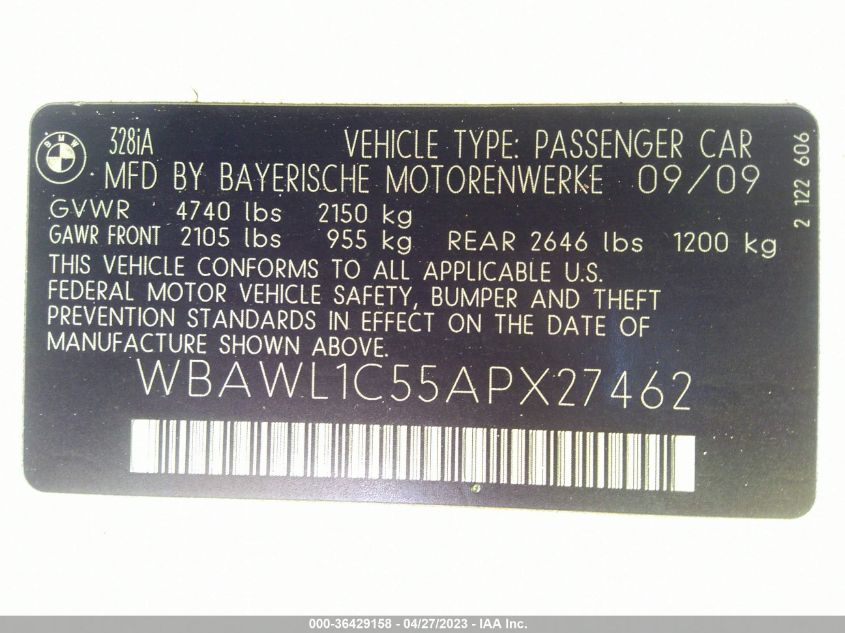 BMW
328iA VEHICLE TYPE: PASSENGER CAR
MFD BY BAYERISCHE MOTORENWERKE 09/09
GVWR 4740 lbs 2150 kg
GAWR FRONT 2105 lbs 955 kg REAR 2646 lbs 1200 kg
THIS VEHICLE CONFORMS TO ALL APPLICABLE U.S.
FEDERAL MOTOR VEHICLE SAFETY, BUMPER AND THEFT
PREVENTION STANDARDS IN EFFECT ON THE DATE OF
MANUFACTURE SHOWN ABOVE.
WBAWL1C55APX27462
2 122 606
000-36429158 - 04/27/2023 - IAA Inc.